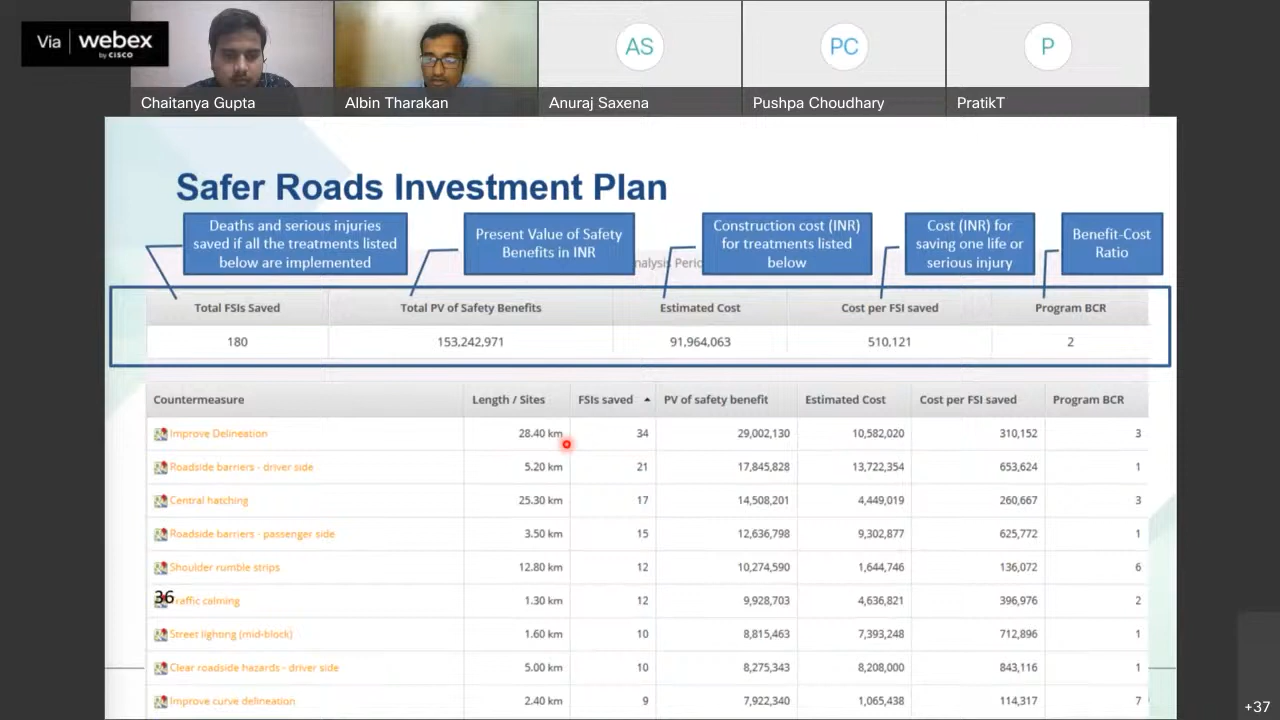 Via webex
by CISCO
Chaitanya Gupta
Albin Tharakan
AS
Anuraj Saxena
PC
Pushpa Choudhary
P
PratikT
Safer Roads Investment Plan
Deaths and serious injuries
saved if all the treatments listed
below are implemented
Present Value of Safety
Benefits in INR
Construction cost (INR)
for treatments listed
below
Cost (INR) for
saving one life or
serious injury
Benefit-Cost
Ratio
Total FSIs Saved Total PV of Safety Benefits Estimated Cost Cost per FSI saved Program BCR
180 153,242,971 91,964,063 510,121 2
Countermeasure Length / Sites FSIs saved PV of safety benefit Estimated Cost Cost per FSI saved Program BCR
Improve Delineation 28.40 km 34 29,002,130 10,582,020 310,152 3
Roadside barriers - driver side 5.20 km 21 17,845,828 13,722,354 653,624 1
Central hatching 25.30 km 17 14,508,201 4,449,019 260,667 3
Roadside barriers - passenger side 3.50 km 15 12,636,798 9,302,877 625,772 1
Shoulder rumble strips 12.80 km 12 10,274,590 1,644,746 136,072 6
36 raffic calming 1.30 km 12 9,928,703 4,636,821 396,976 2
Street lighting (mid-block) 1.60 km 10 8,815,463 7,393,248 712,896 1
Clear roadside hazards - driver side 5.00 km 10 8,275,343 8,208,000 843,116 1
Improve curve delineation 2.40 km 9 7,922,340 1,065,438 114,317 7
+37